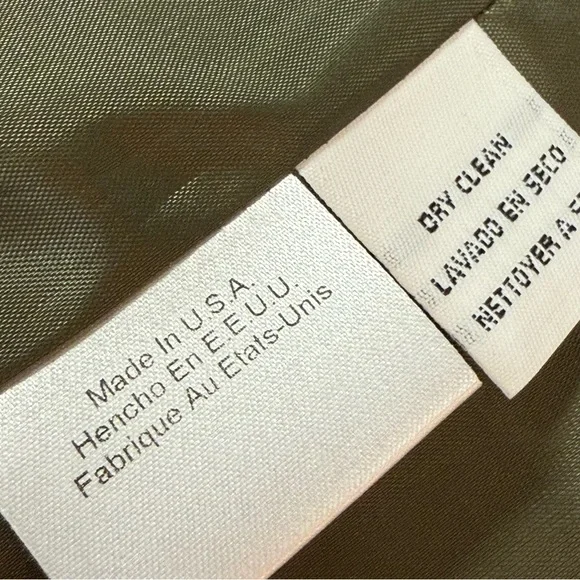 Made In U.S.A.
Hencho En E.E.U.U.
Fabrique Au Etats-Unis
DRY CLEAN
LAVADO EN SECO
NETTOYER A